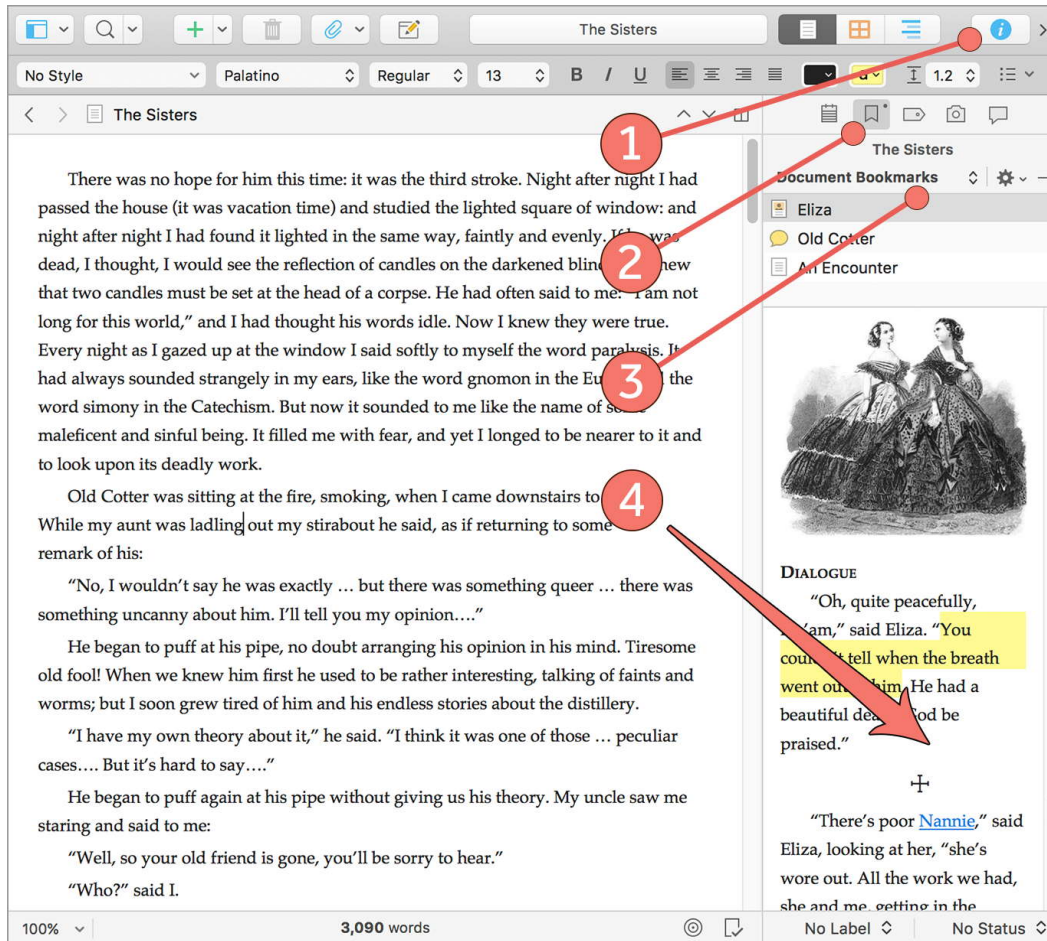 The Sisters
No Style
Palatino
Regular
13
B I U
a
1.2
The Sisters
There was no hope for him this time: it was the third stroke. Night after night I had
passed the house (it was vacation time) and studied the lighted square of window: and
night after night I had found it lighted in the same way, faintly and evenly. If he was
dead, I thought, I would see the reflection of candles on the darkened
that two candles must be set at the head of a corpse. He had often said to me: “I am not
long for this world,” and I had thought his words idle. Now I knew they were true.
Every night as I gazed up at the window I said softly to myself the word paralysis. It
had always sounded strangely in my ears, like the word gnomon in the the
word simony in the Catechism. But now it sounded to me like the name of some
maleficent and sinful being. It filled me with fear, and yet I longed to be nearer to it and
to look upon its deadly work.
Old Cotter was sitting at the fire, smoking, when I came downstairs to
While my aunt was ladling out my stirabout he said, as if returning to some
remark of his:
“No, I wouldn’t say he was exactly … but there was something queer … there was
something uncanny about him. I’ll tell you my opinion….”
He began to puff at his pipe, no doubt arranging his opinion in his mind. Tiresome
old fool! When we knew him first he used to be rather interesting, talking of faints and
worms; but I soon grew tired of him and his endless stories about the distillery.
“I have my own theory about it,” he said. “I think it was one of those … peculiar
cases…. But it’s hard to say….”
He began to puff again at his pipe without giving us his theory. My uncle saw me
staring and said to me:
“Well, so your old friend is gone, you’ll be sorry to hear.”
“Who?” said I.
100%
3,090 words
1
2
3
4
The Sisters
Document Bookmarks
Eliza
Old Cotter
An Encounter
DIALOGUE
“Oh, quite peacefully,
said Eliza. “You
tell when the breath
went out him. He had a
beautiful God be
praised.”
“There’s poor Nannie,” said
Eliza, looking at her, “she’s
wore out. All the work we had,
she and me, getting in the
No Label
No Status